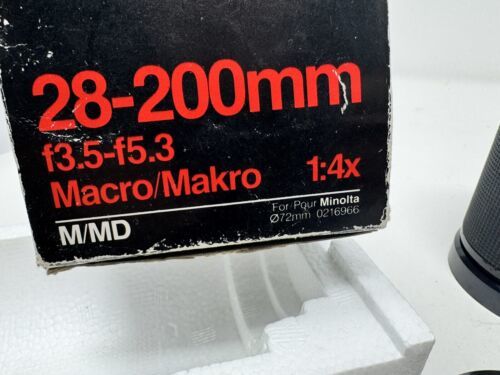 28-200mm
f3.5-f5.3
Macro/Makro 1:4x
M/MD
For/Pour Minolta
Ø72mm 0216966